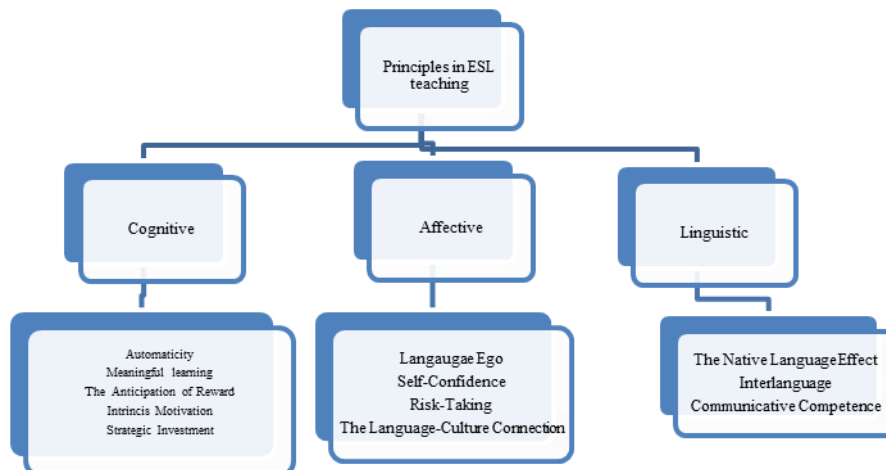 Principles in ESL
teaching
Cognitive
Affective
Linguistic
Automaticity
Meaningful learning
The Anticipation of Reward
Intrincis Motivation
Strategic Investment
Langaugae Ego
Self-Confidence
Risk-Taking
The Language-Culture Connection
The Native Language Effect
Interlanguage
Communicative Competence